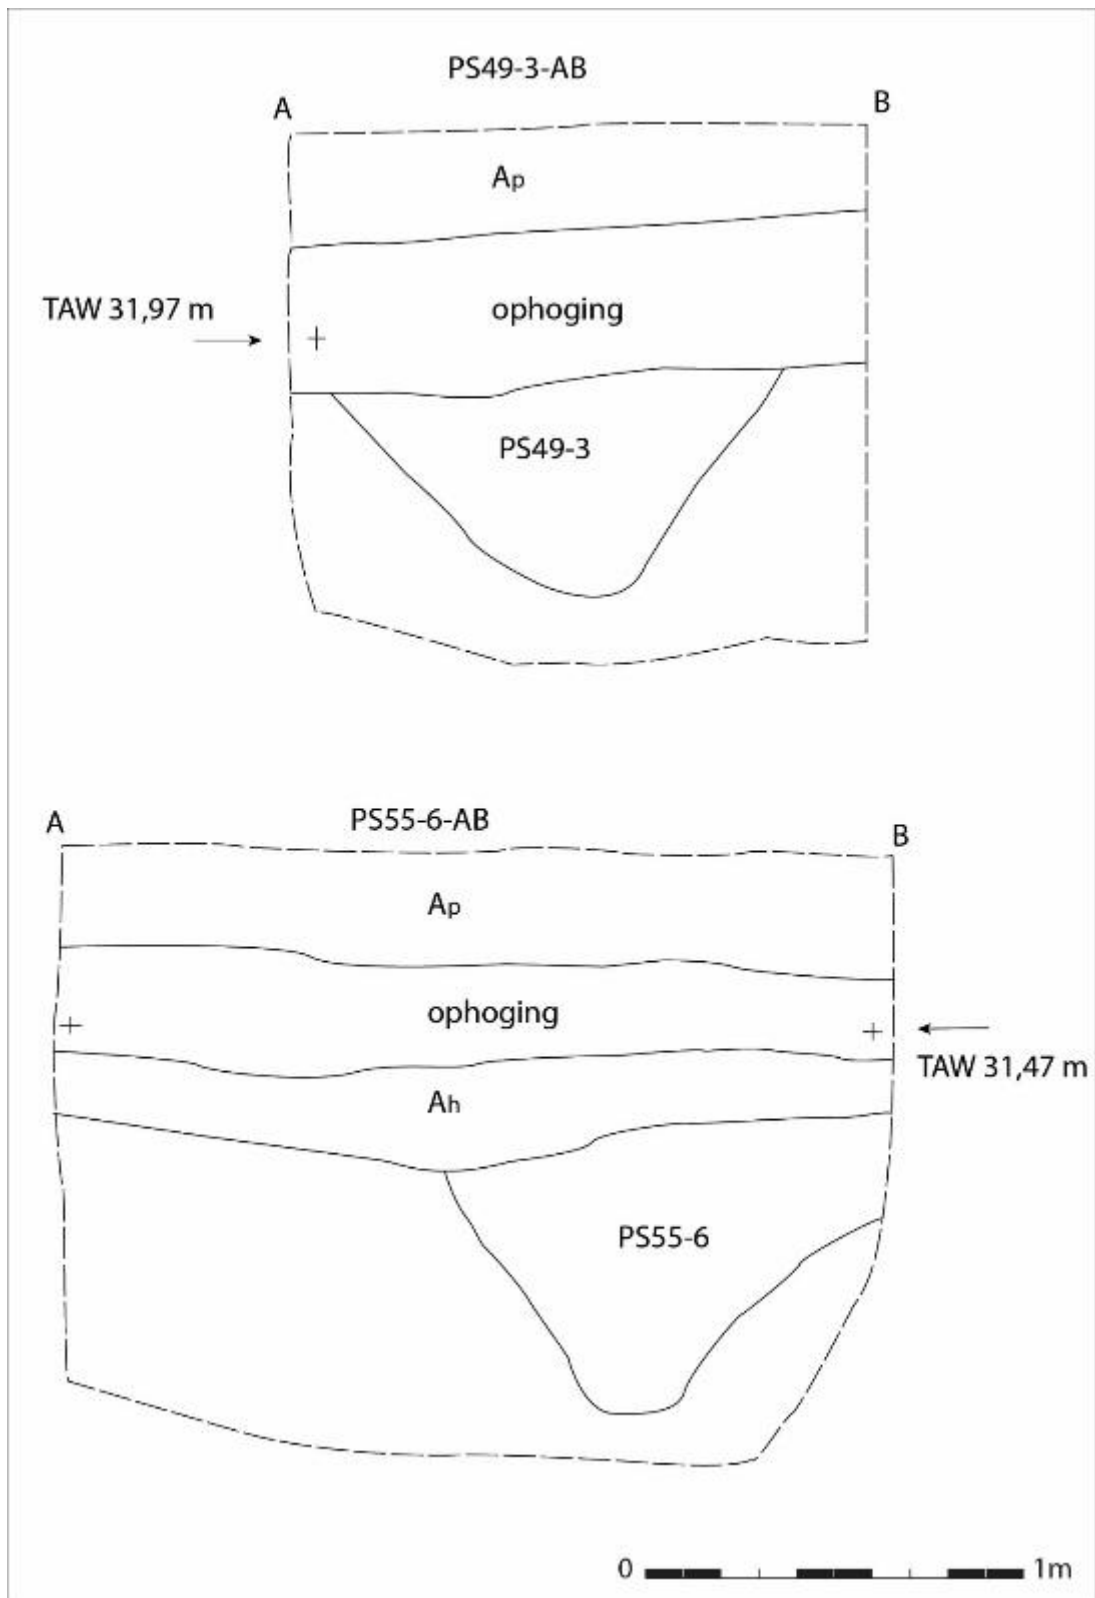 PS49-3-AB
A
B
Ap
TAW 31,97 m
ophoging
PS49-3
PS55-6-AB
A
B
Ap
ophoging
TAW 31,47 m
Ah
PS55-6
0 1m